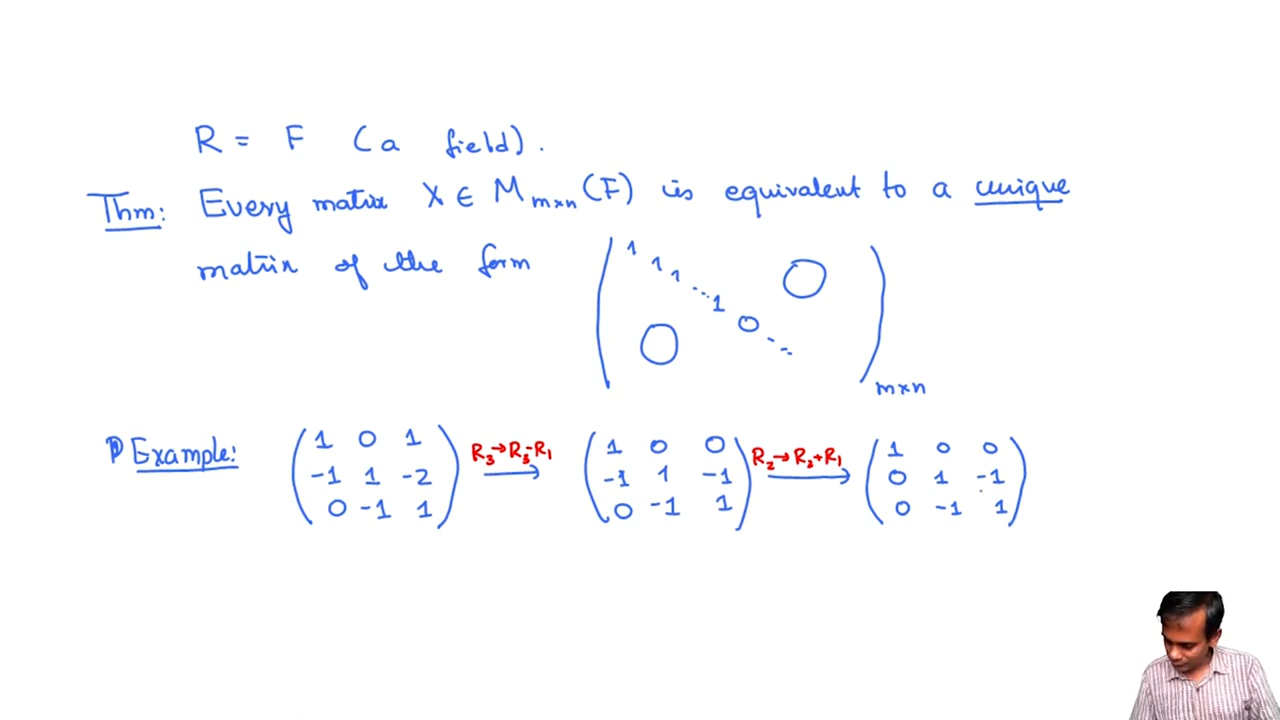 R = F (a field).
Thm: Every matrix X ∈ M m×n (F) is equivalent to a unique
matrix of the form
1 1 1 ... 1 0 ... 0 0 m×n
Example:
( 1 0 1 ) R3→R3-R1 ( 1 0 0 ) R2→R2+R1 ( 1 0 0 )
( -1 1 -2 ) ( -1 1 -1 ) ( 0 1 -1 )
( 0 -1 1 ) ( 0 -1 1 ) ( 0 -1 1 )